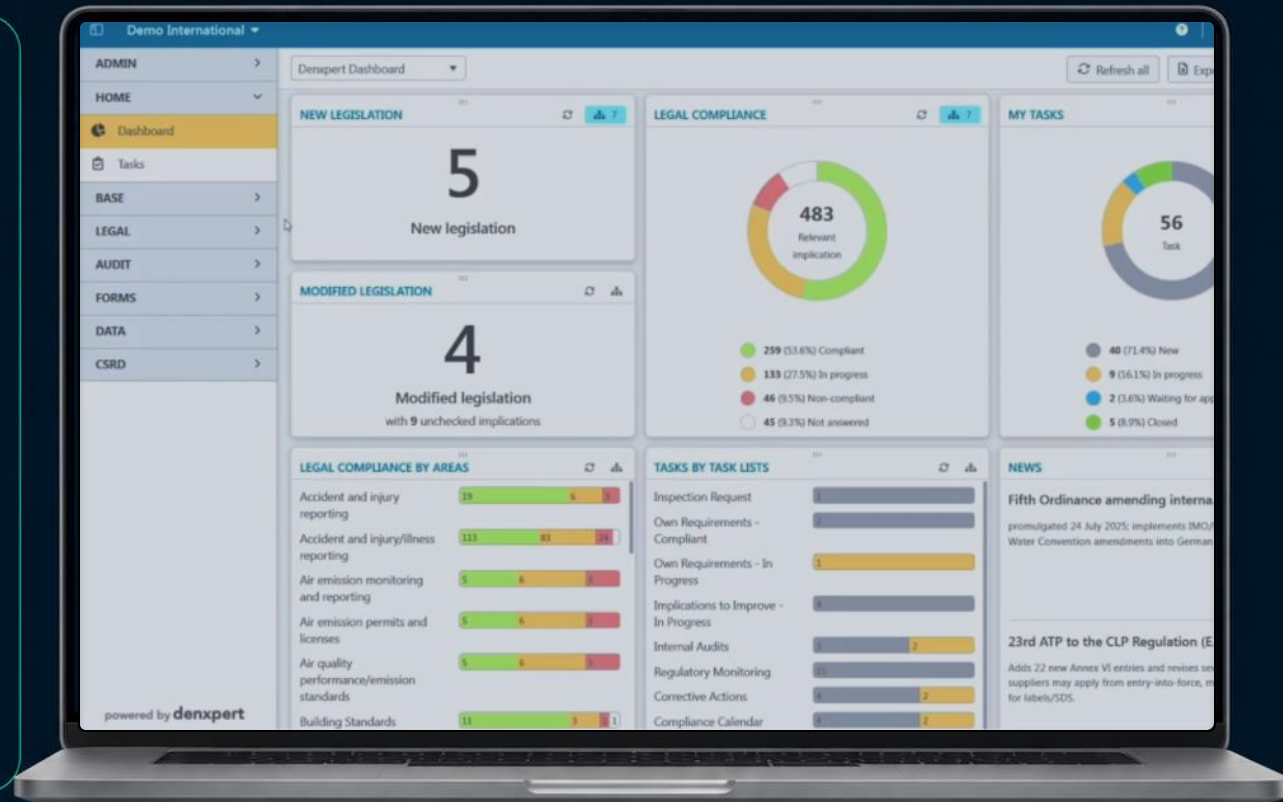 Demo International
ADMIN
HOME
Dashboard
Tasks
BASE
LEGAL
AUDIT
FORMS
DATA
CSRD
powered by denxpert
Denxpert Dashboard
Refresh all
NEW LEGISLATION
7
5
New legislation
MODIFIED LEGISLATION
4
Modified legislation
with 9 unchecked implications
LEGAL COMPLIANCE
7
483
Relevant
implication
259 (53.6%) Compliant
133 (27.5%) In progress
46 (9.5%) Non-compliant
45 (9.3%) Not answered
MY TASKS
56
Task
40 (71.4%) New
9 (16.1%) In progress
2 (3.6%) Waiting for
5 (8.9%) Closed
LEGAL COMPLIANCE BY AREAS
Accident and injury
reporting
19 6
Accident and injury/illness
reporting
113 83
Air emission monitoring
and reporting
5 6
Air emission permits and
licenses
5 6
Air quality
performance/emission
standards
5 6
Building Standards
11 3 1
TASKS BY TASK LISTS
Inspection Request
Own Requirements -
Compliant
Own Requirements - In
Progress
1
Implications to Improve -
In Progress
Internal Audits
2
Regulatory Monitoring
Corrective Actions
2
Compliance Calendar
2
NEWS
Fifth Ordinance amending
promulgated 24 July 2025; implements
Water Convention amendments into German
23rd ATP to the CLP Regulation
Adds 22 new Annex VI entries and revises
suppliers may apply from entry-into-force,
for labels/SDS.